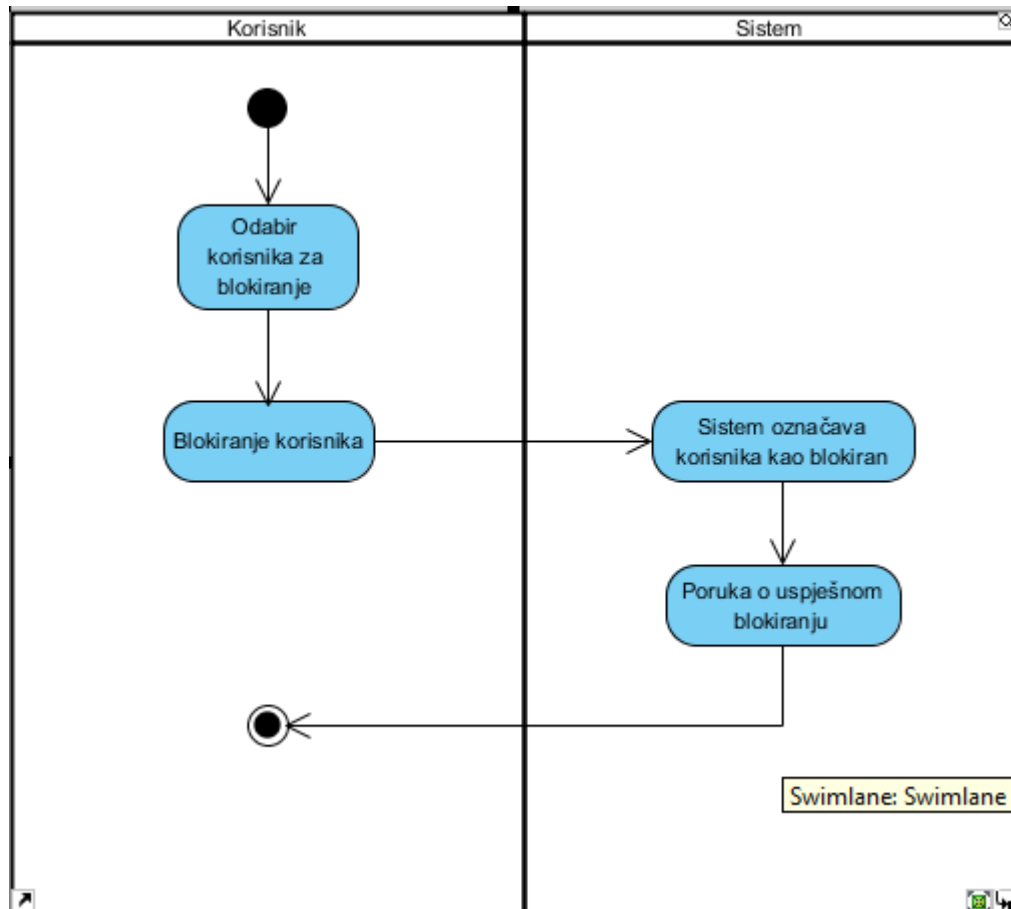 Korisnik
Sistem
Odabir
korisnika za
blokiranje
Blokiranje korisnika
Sistem označava
korisnika kao blokiran
Poruka o uspješnom
blokiranju
Swimlane: Swimlane